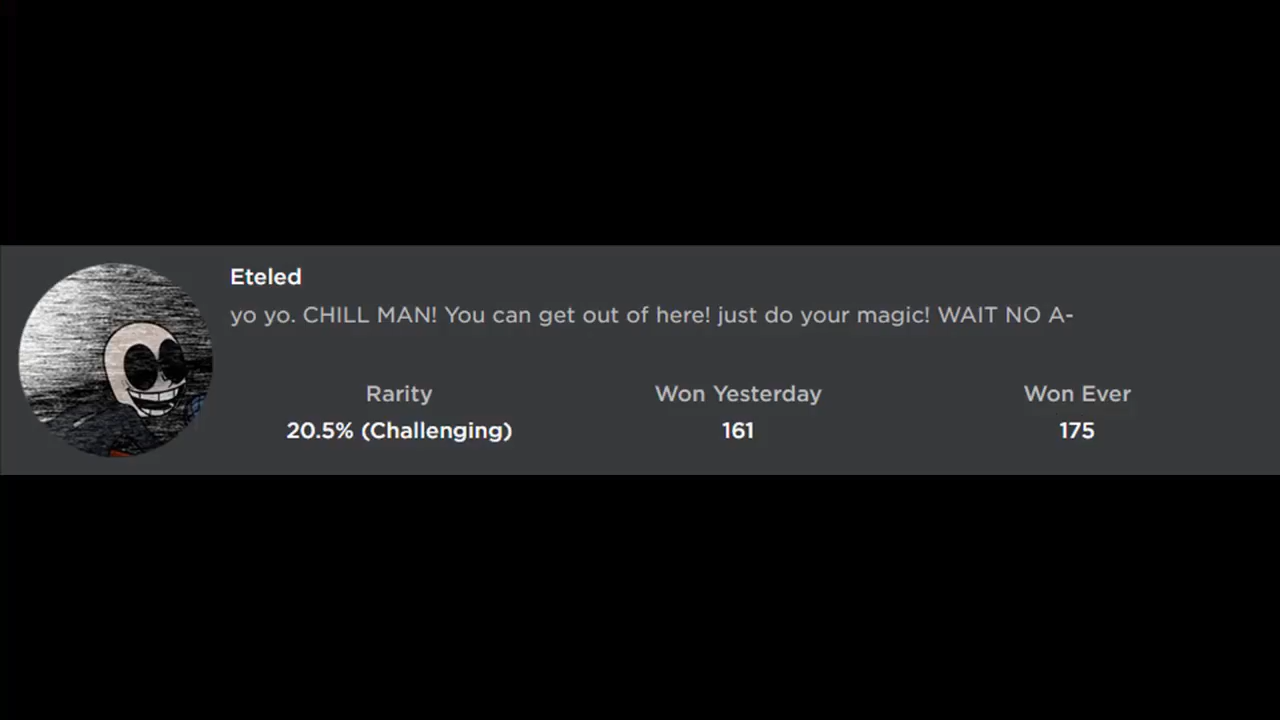 Eteled
yo yo. CHILL MAN! You can get out of here! just do your magic! WAIT NO A-
Rarity Won Yesterday Won Ever
20.5% (Challenging) 161 175